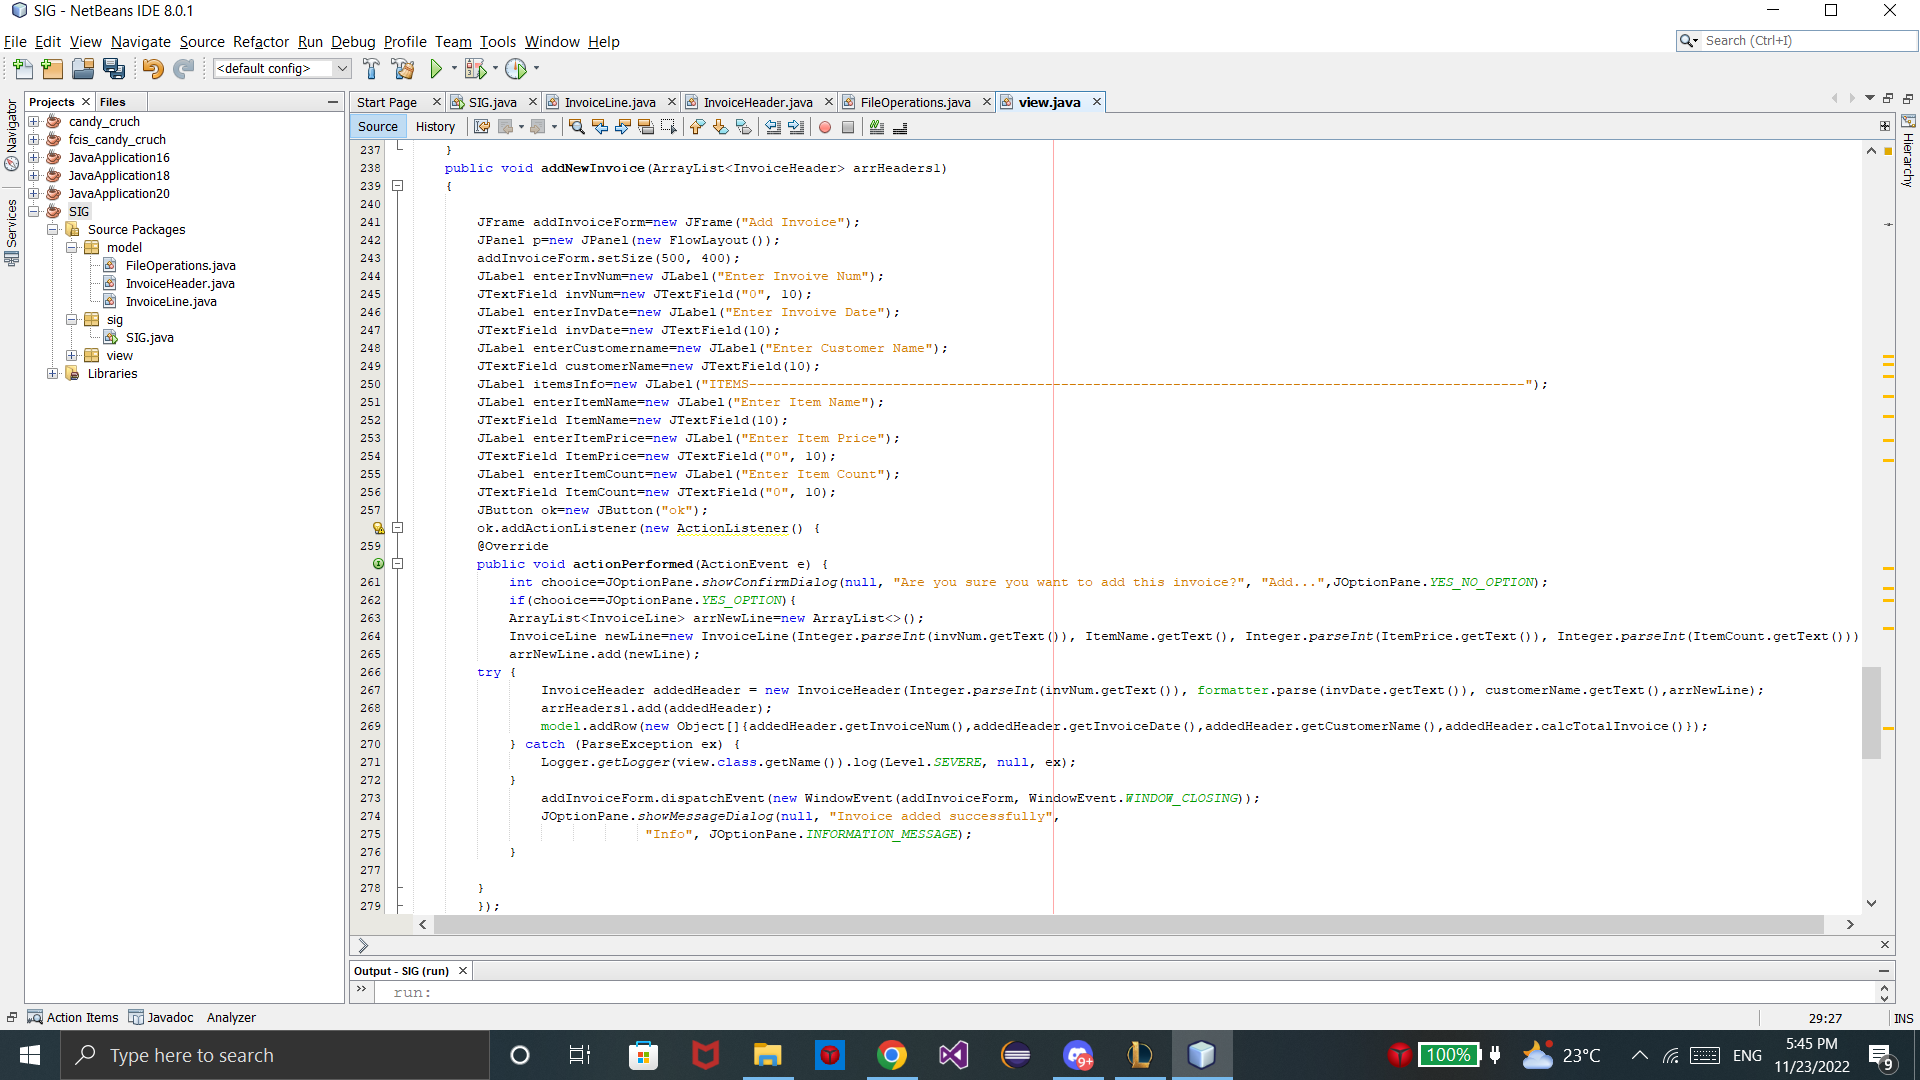 SIG - NetBeans IDE 8.0.1
File Edit View Navigate Source Refactor Run Debug Profile Team Tools Window Help
Search (Ctrl+I)
<default config>
Projects Files
Start Page SIG.java InvoiceLine.java InvoiceHeader.java FileOperations.java view.java
Source History
Navigator
Services
Hierarchy
candy_cruch
fcis_candy_cruch
JavaApplication16
JavaApplication18
JavaApplication20
SIG
Source Packages
model
FileOperations.java
InvoiceHeader.java
InvoiceLine.java
sig
SIG.java
view
Libraries
237 }
238 public void addNewInvoice(ArrayList<InvoiceHeader> arrHeaders1)
239 {
240
241 JFrame addInvoiceForm=new JFrame("Add Invoice");
242 JPanel p=new JPanel(new FlowLayout());
243 addInvoiceForm.setSize(500, 400);
244 JLabel enterInvNum=new JLabel("Enter Invoive Num");
245 JTextField invNum=new JTextField("0", 10);
246 JLabel enterInvDate=new JLabel("Enter Invoive Date");
247 JTextField invDate=new JTextField(10);
248 JLabel enterCustomername=new JLabel("Enter Customer Name");
249 JTextField customerName=new JTextField(10);
250 JLabel itemsInfo=new JLabel("ITEMS-------------------------------------------------------------------------------------------------");
251 JLabel enterItemName=new JLabel("Enter Item Name");
252 JTextField ItemName=new JTextField(10);
253 JLabel enterItemPrice=new JLabel("Enter Item Price");
254 JTextField ItemPrice=new JTextField("0", 10);
255 JLabel enterItemCount=new JLabel("Enter Item Count");
256 JTextField ItemCount=new JTextField("0", 10);
257 JButton ok=new JButton("ok");
ok.addActionListener(new ActionListener() {
259 @Override
public void actionPerformed(ActionEvent e) {
261 int chooice=JOptionPane.showConfirmDialog(null, "Are you sure you want to add this invoice?", "Add...",JOptionPane.YES_NO_OPTION);
262 if(chooice==JOptionPane.YES_OPTION){
263 ArrayList<InvoiceLine> arrNewLine=new ArrayList<>();
264 InvoiceLine newLine=new InvoiceLine(Integer.parseInt(invNum.getText()), ItemName.getText(), Integer.parseInt(ItemPrice.getText()), Integer.parseInt(ItemCount.getText()))
265 arrNewLine.add(newLine);
266 try {
267 InvoiceHeader addedHeader = new InvoiceHeader(Integer.parseInt(invNum.getText()), formatter.parse(invDate.getText()), customerName.getText(),arrNewLine);
268 arrHeaders1.add(addedHeader);
269 model.addRow(new Object[]{addedHeader.getInvoiceNum(),addedHeader.getInvoiceDate(),addedHeader.getCustomerName(),addedHeader.calcTotalInvoice()});
270 } catch (ParseException ex) {
271 Logger.getLogger(view.class.getName()).log(Level.SEVERE, null, ex);
272 }
273 addInvoiceForm.dispatchEvent(new WindowEvent(addInvoiceForm, WindowEvent.WINDOW_CLOSING));
274 JOptionPane.showMessageDialog(null, "Invoice added successfully",
275 "Info", JOptionPane.INFORMATION_MESSAGE);
276 }
277
278 }
279 });
Output - SIG (run)
run:
Action Items Javadoc Analyzer
29:27 INS
Type here to search
9+
100%
23°C
ENG
5:45 PM
11/23/2022
9